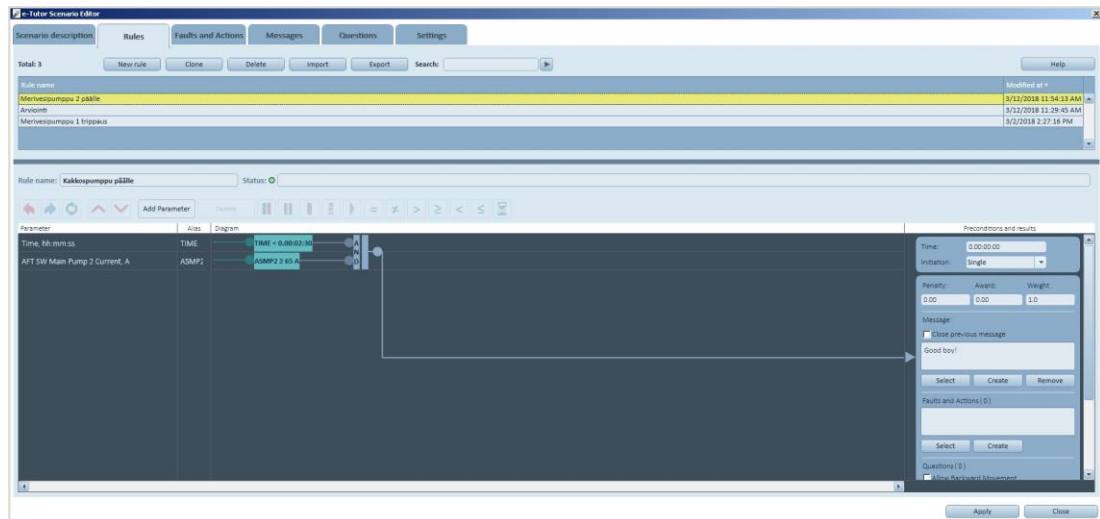 e-Tutor Scenario Editor
Scenario description Rules Faults and Actions Messages Questions Settings
Total: 3 New rule Clone Delete Import Export Search: Help
Rule name Modified at
Merivesipumppu 2 päälle 3/12/2018 11:54:13 AM
Arviointi 3/12/2018 11:29:45 AM
Merivesipumppu 1 trippaus 3/2/2018 2:27:16 PM
Rule name: Kakkospumppu päälle Status:
Add Parameter Delete = ≠ > ≥ < ≤
Parameter Alias Diagram Preconditions and results
Time, hh:mm:ss TIME TIME < 0.00:02:30 AND
AFT SW Main Pump 2 Current, A ASMP2 ASMP2 ≥ 65 A
Time: 0.00:00:00
Initiation: Single
Penalty: Award: Weight:
0.00 0.00 1.0
Message:
Close previous message
Good boy!
Select Create Remove
Faults and Actions ( 0 )
Select Create
Questions ( 0 )
Allow Backward Movement
Apply Close